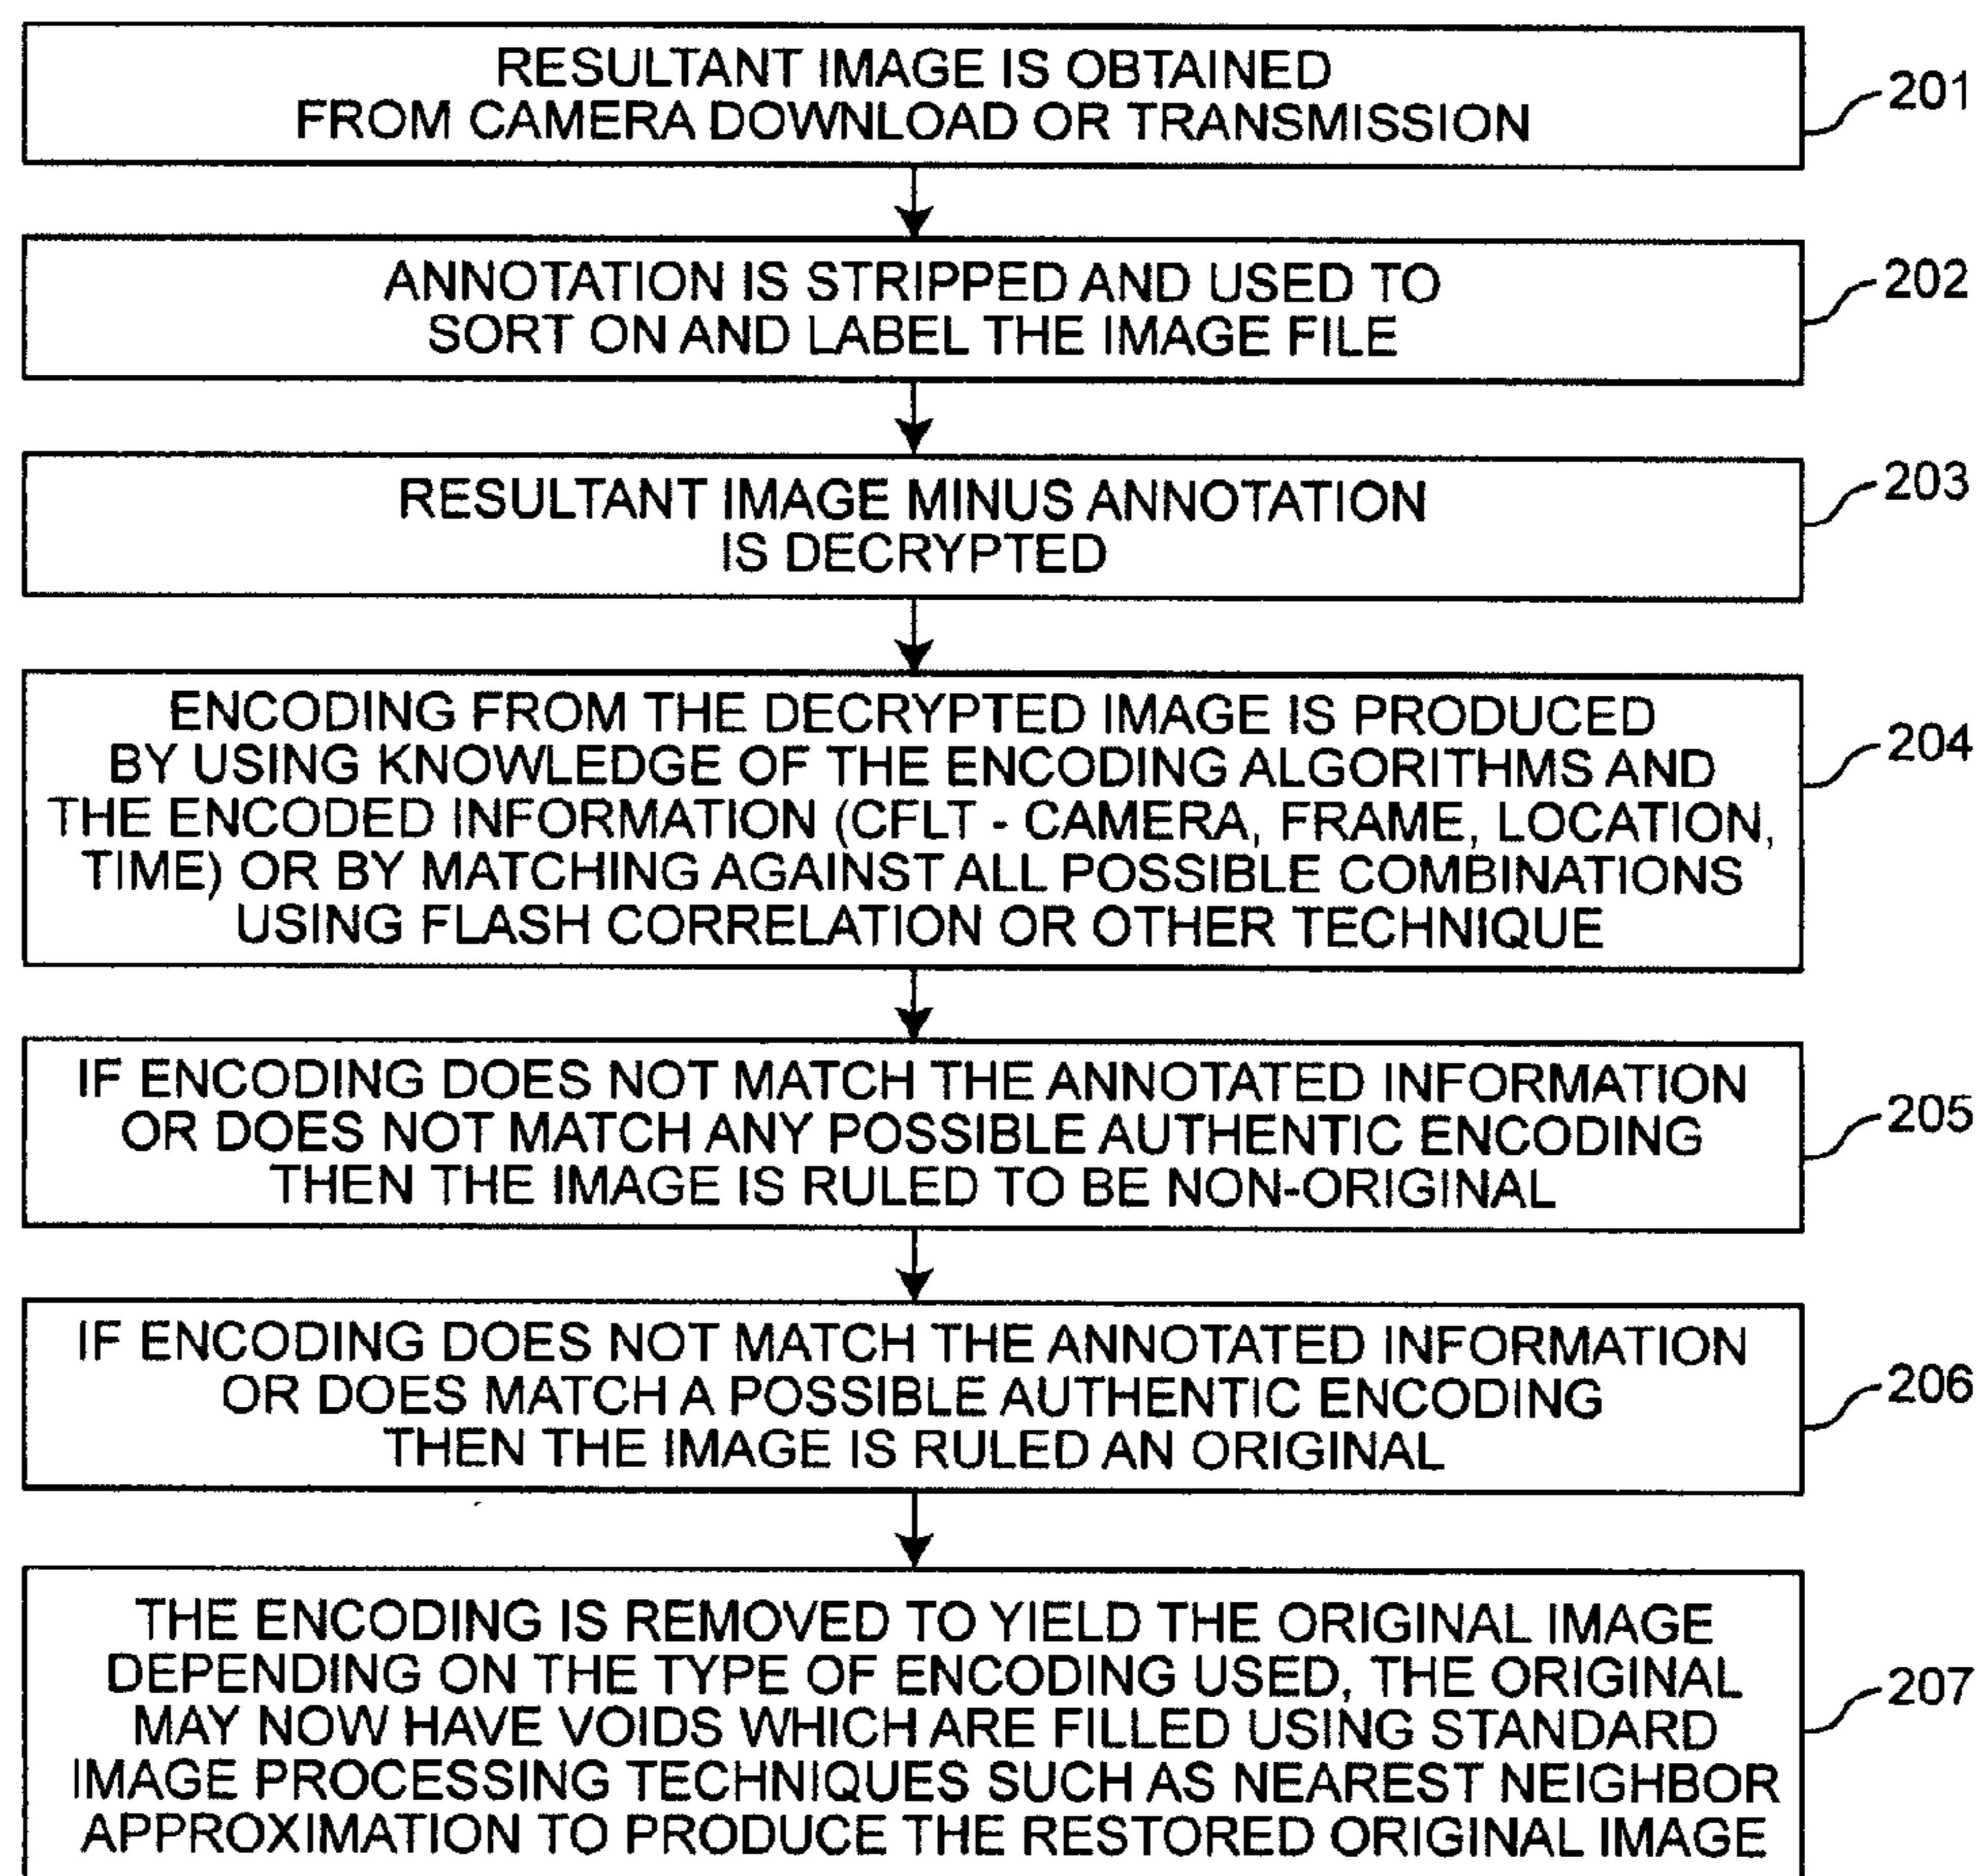 RESULTANT IMAGE IS OBTAINED
FROM CAMERA DOWNLOAD OR TRANSMISSION
201
ANNOTATION IS STRIPPED AND USED TO
SORT ON AND LABEL THE IMAGE FILE
202
RESULTANT IMAGE MINUS ANNOTATION
IS DECRYPTED
203
ENCODING FROM THE DECRYPTED IMAGE IS PRODUCED
BY USING KNOWLEDGE OF THE ENCODING ALGORITHMS AND
THE ENCODED INFORMATION (CFLT - CAMERA, FRAME, LOCATION,
TIME) OR BY MATCHING AGAINST ALL POSSIBLE COMBINATIONS
USING FLASH CORRELATION OR OTHER TECHNIQUE
204
IF ENCODING DOES NOT MATCH THE ANNOTATED INFORMATION
OR DOES NOT MATCH ANY POSSIBLE AUTHENTIC ENCODING
THEN THE IMAGE IS RULED TO BE NON-ORIGINAL
205
IF ENCODING DOES NOT MATCH THE ANNOTATED INFORMATION
OR DOES MATCH A POSSIBLE AUTHENTIC ENCODING
THEN THE IMAGE IS RULED AN ORIGINAL
206
THE ENCODING IS REMOVED TO YIELD THE ORIGINAL IMAGE
DEPENDING ON THE TYPE OF ENCODING USED, THE ORIGINAL
MAY NOW HAVE VOIDS WHICH ARE FILLED USING STANDARD
IMAGE PROCESSING TECHNIQUES SUCH AS NEAREST NEIGHBOR
APPROXIMATION TO PRODUCE THE RESTORED ORIGINAL IMAGE
207